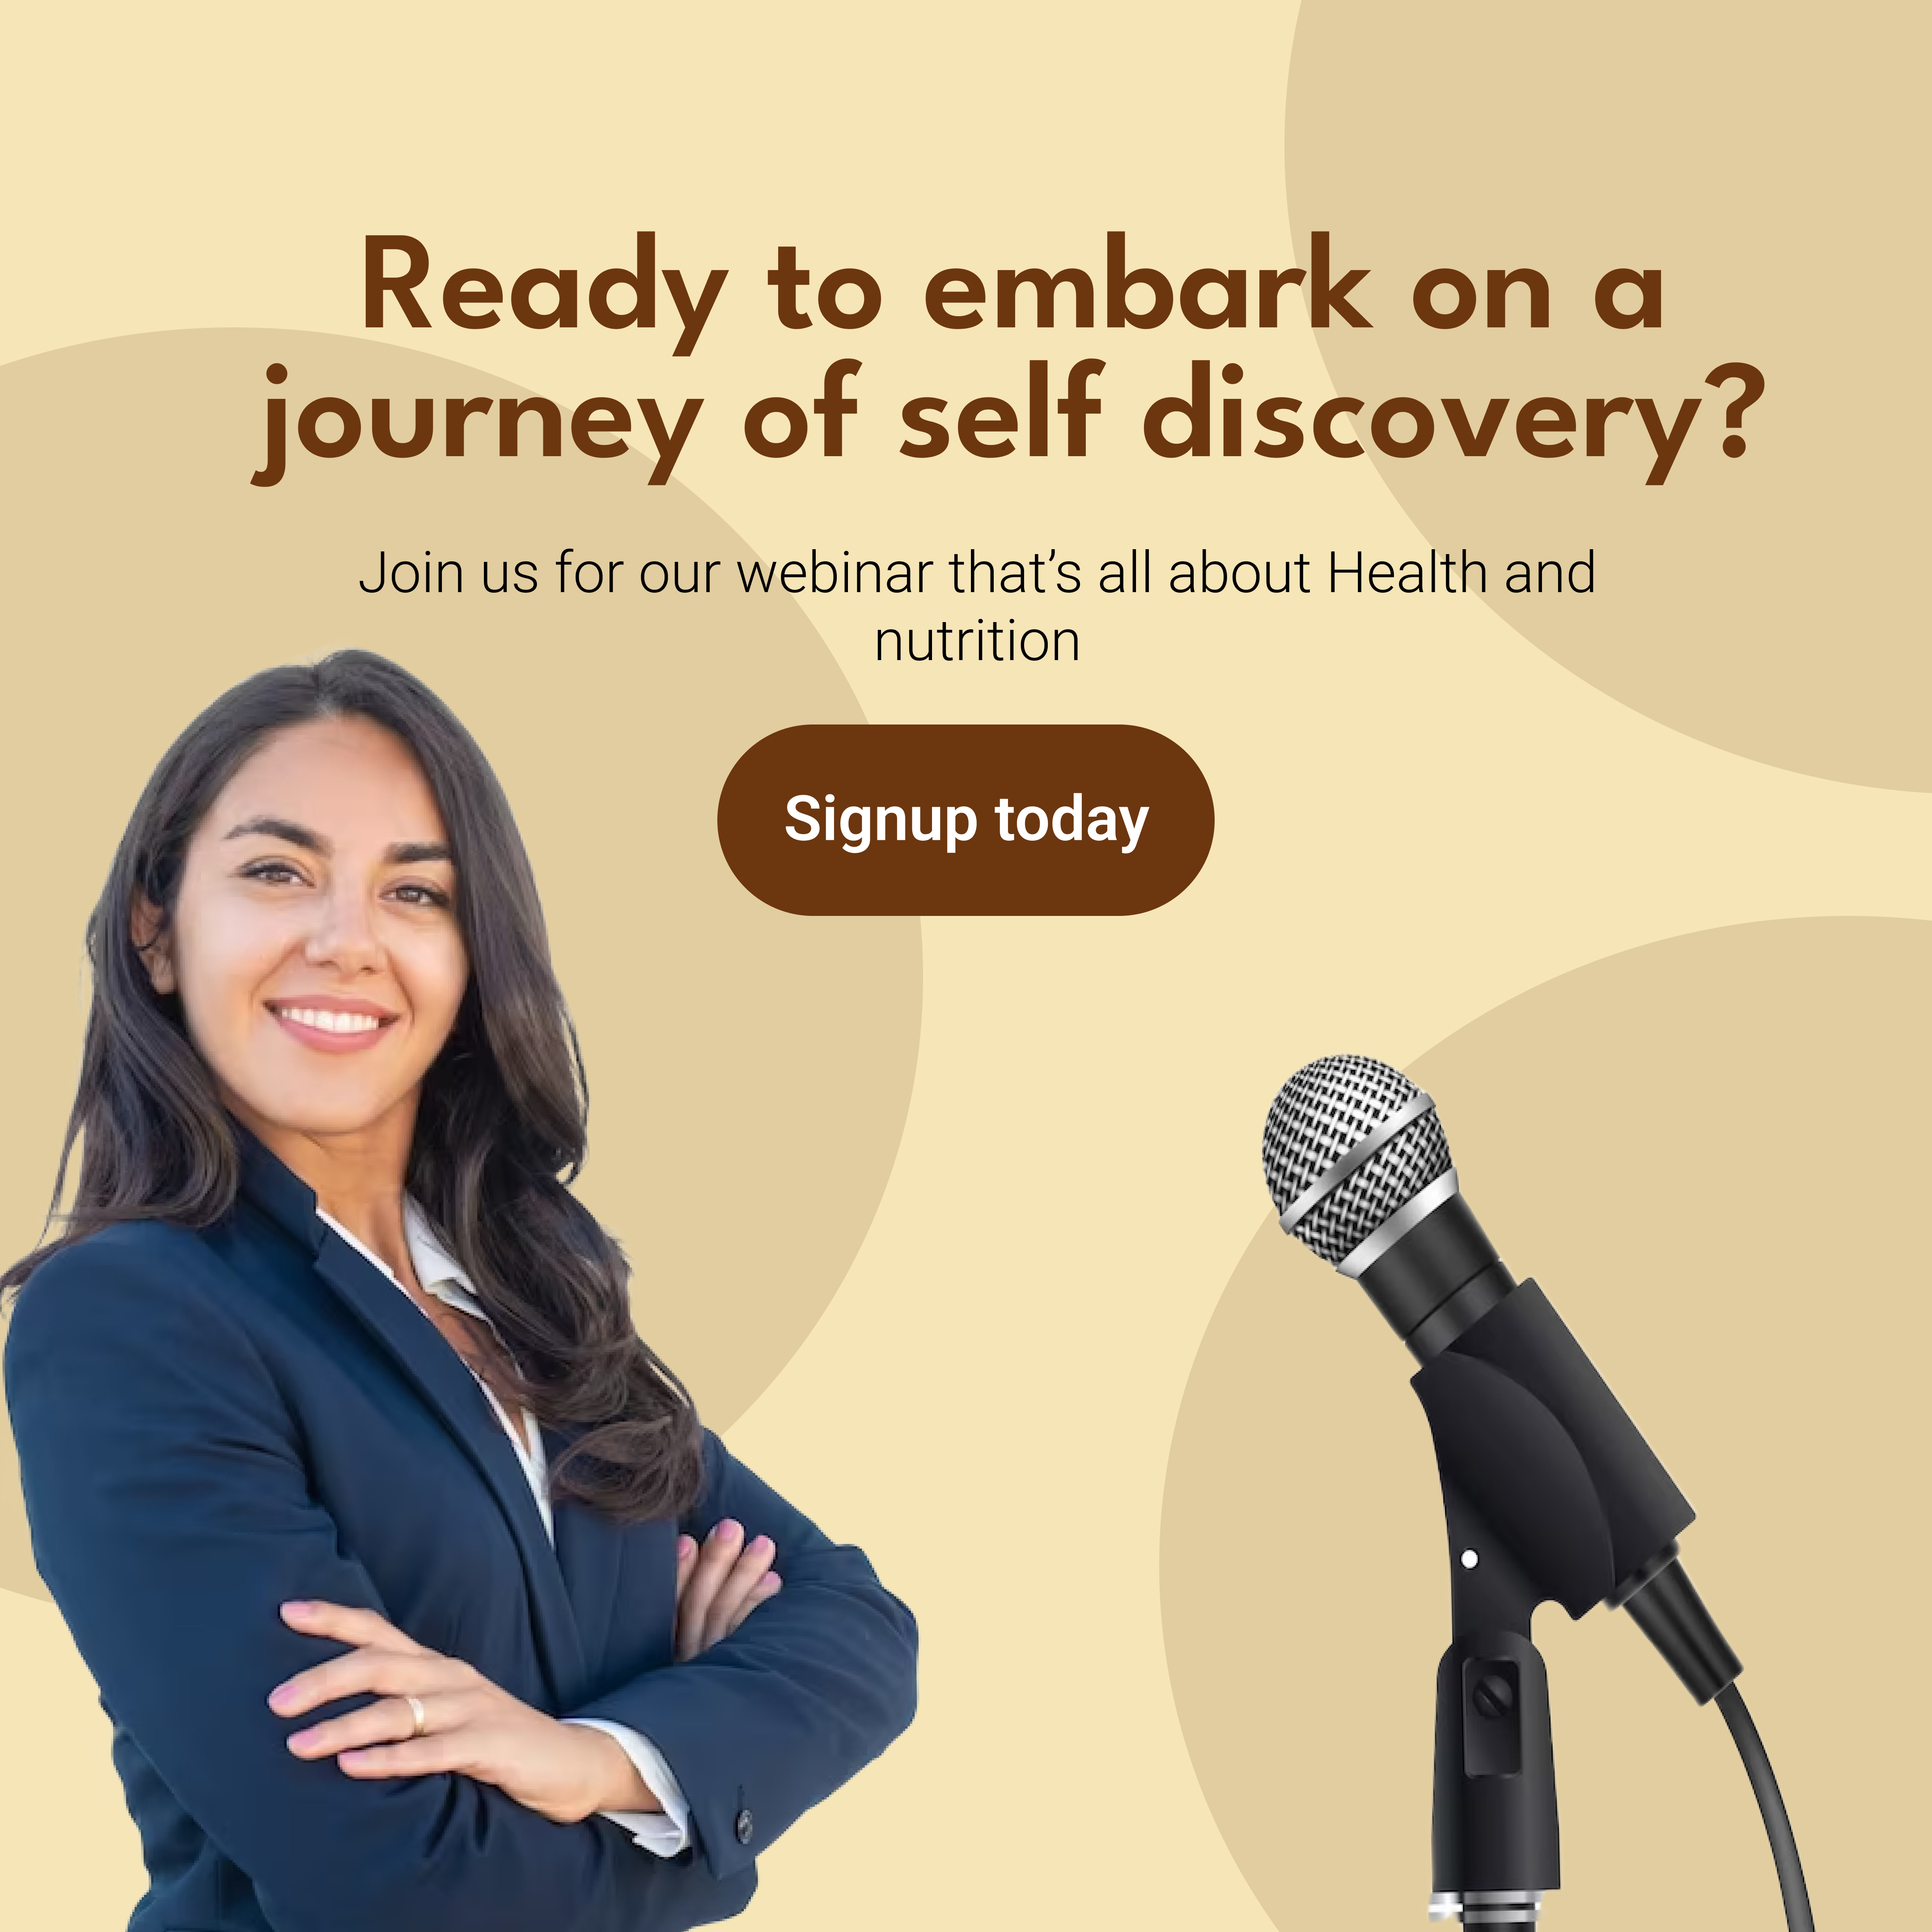 Ready to embark on a
journey of self discovery?
Join us for our webinar that’s all about Health and
nutrition
Signup today